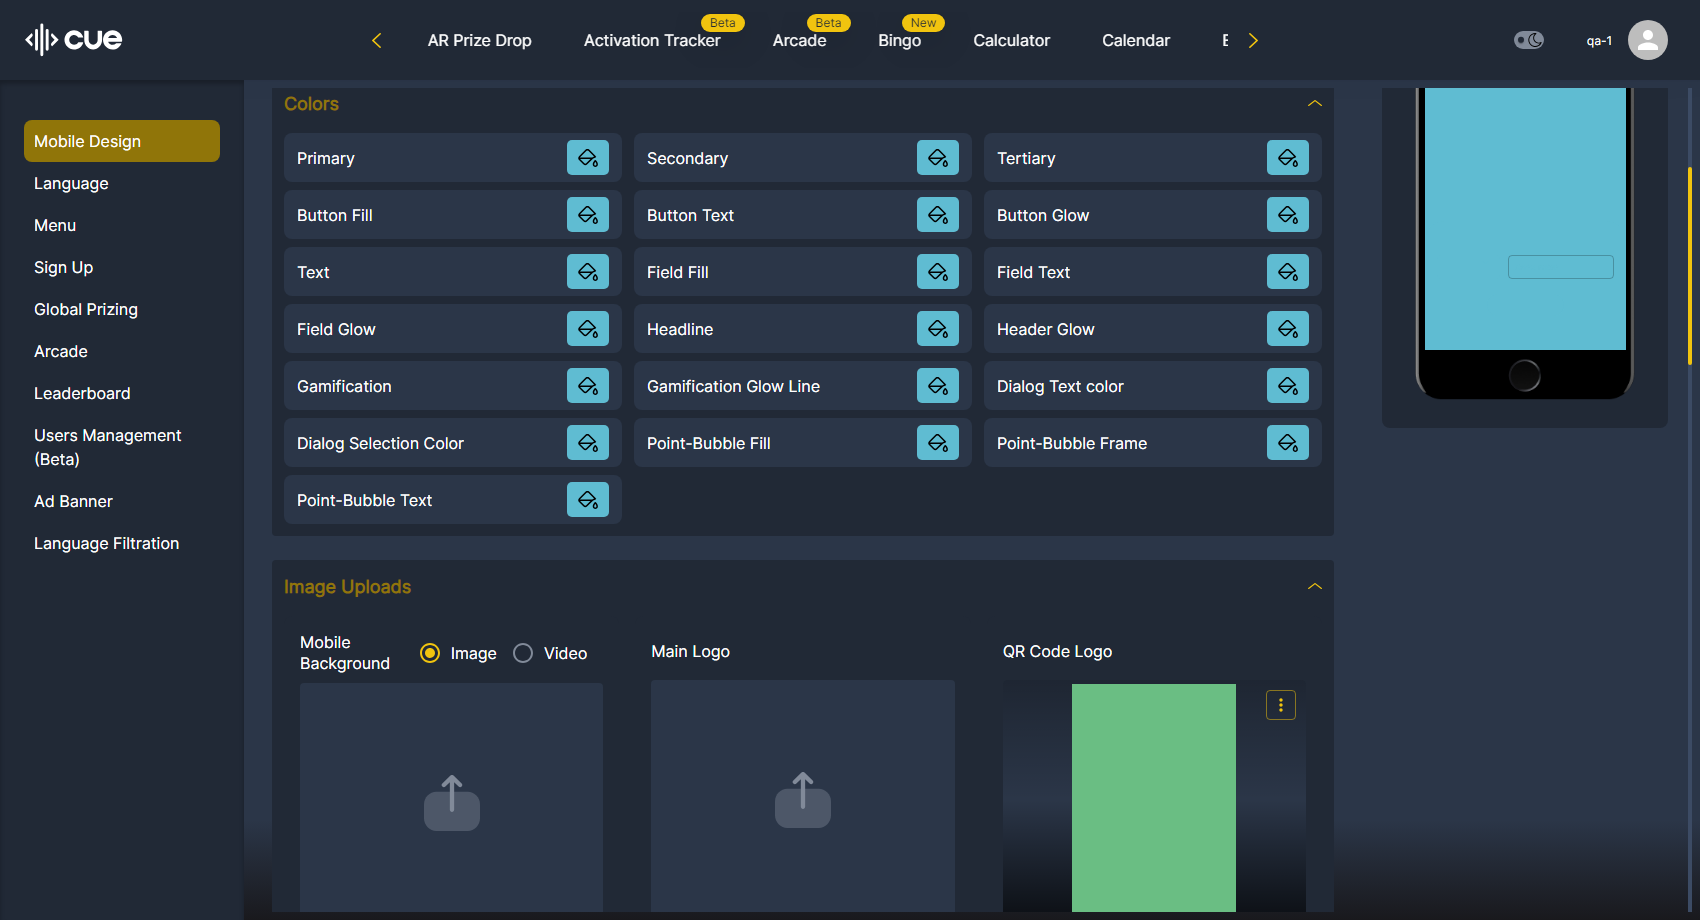 cue
AR Prize Drop
Activation Tracker
Beta
Arcade
Beta
Bingo
New
Calculator
Calendar
qa-1
Mobile Design
Language
Menu
Sign Up
Global Prizing
Arcade
Leaderboard
Users Management
(Beta)
Ad Banner
Language Filtration
Colors
Primary
Secondary
Tertiary
Button Fill
Button Text
Button Glow
Text
Field Fill
Field Text
Field Glow
Headline
Header Glow
Gamification
Gamification Glow Line
Dialog Text color
Dialog Selection Color
Point-Bubble Fill
Point-Bubble Frame
Point-Bubble Text
Image Uploads
Mobile
Background
Image
Video
Main Logo
QR Code Logo